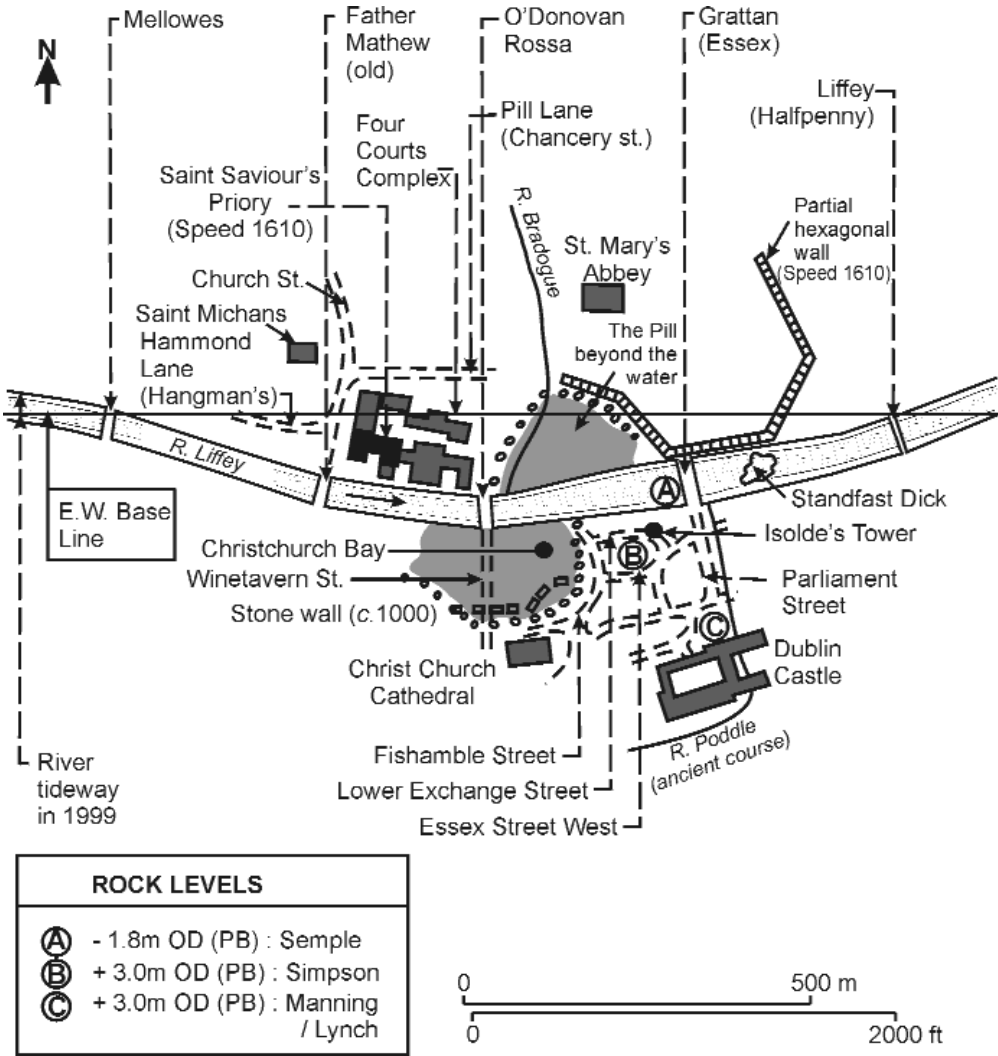 Mellowes
Father
Mathew
(old)
O'Donovan
Rossa
Grattan
(Essex)
N
Liffey
(Halfpenny)
Pill Lane
(Chancery st.)
Four
Courts
Complex
Saint Saviour's
Priory
(Speed 1610)
R. Bradogue
Partial
hexagonal
wall
(Speed 1610)
St. Mary's
Abbey
Church St.
Saint Michans
Hammond
Lane
(Hangman's)
The Pill
beyond the
water
R. Liffey
A
Standfast Dick
E.W. Base
Line
Isolde's Tower
Christchurch Bay
B
Winetavern St.
Parliament
Street
Stone wall (c.1000)
C
Christ Church
Cathedral
Dublin
Castle
R. Poddle
(ancient course)
Fishamble Street
River
tideway
in 1999
Lower Exchange Street
Essex Street West
ROCK LEVELS
A - 1.8m OD (PB) : Semple
B + 3.0m OD (PB) : Simpson
C + 3.0m OD (PB) : Manning
/ Lynch
0 500 m
0 2000 ft